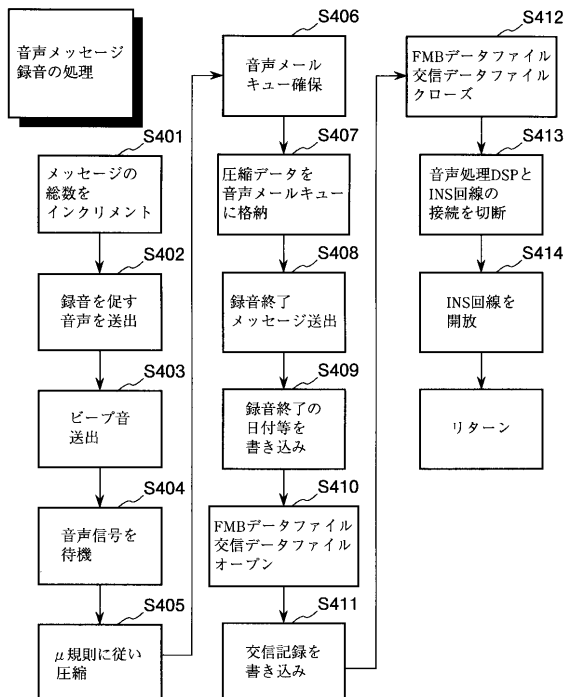 音声メッセージ
録音の処理
S401
メッセージの
総数を
インクリメント
S402
録音を促す
音声を送出
S403
ビープ音
送出
S404
音声信号を
待機
S405
μ規則に従い
圧縮
S406
音声メール
キュー確保
S407
圧縮データを
音声メールキュー
に格納
S408
録音終了
メッセージ送出
S409
録音終了の
日付等を
書き込み
S410
FMBデータファイル
交信データファイル
オープン
S411
交信記録を
書き込み
S412
FMBデータファイル
交信データファイル
クローズ
S413
音声処理DSPと
INS回線の
接続を切断
S414
INS回線を
開放
リターン